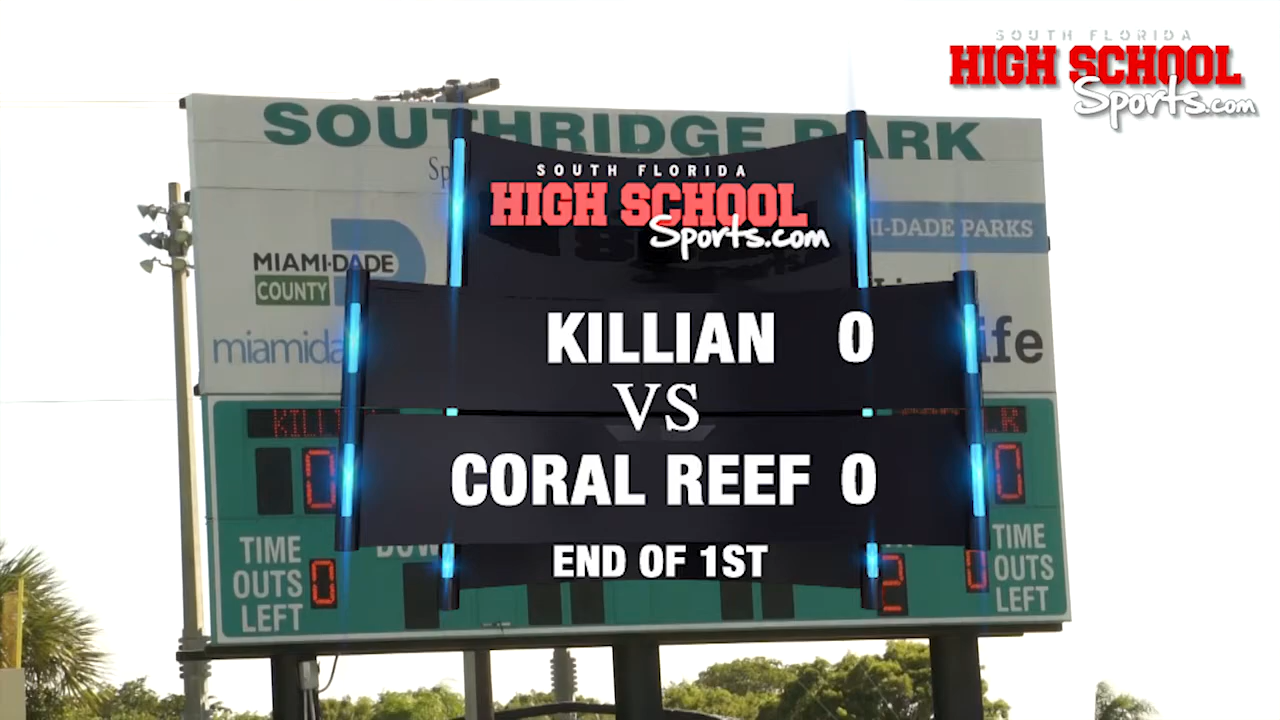 SOUTH FLORIDA
HIGH SCHOOL
Sports.com
SOUTHRIDGE PARK
SOUTH FLORIDA
HIGH SCHOOL
Sports.com
I-DADE PARKS
MIAMI-DADE
COUNTY
miamida
ife
KILLIAN 0
VS
CORAL REEF 0
KILLI
0
0
END OF 1ST
TIME
OUTS
LEFT
0
2
0
TIME
OUTS
LEFT